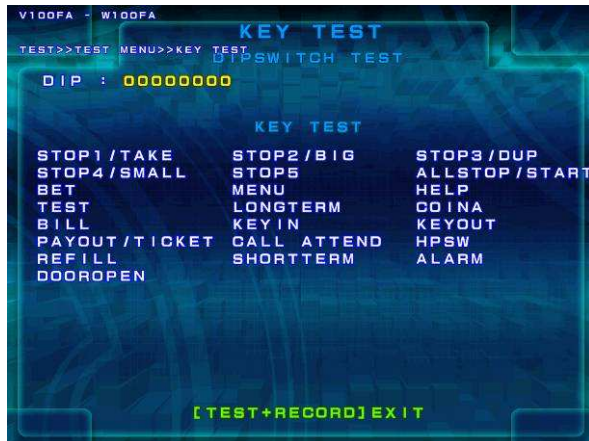 V100FA - W100FA
KEY TEST
TEST>>TEST MENU>>KEY TEST
DIPSWITCH TEST
DIP : 00000000
KEY TEST
STOP1/TAKE STOP2/BIG STOP3/DUP
STOP4/SMALL STOP5 ALLSTOP/START
BET MENU HELP
TEST LONGTERM COINA
BILL KEYIN KEYOUT
PAYOUT/TICKET CALL ATTEND HPSW
REFILL SHORTTERM ALARM
DOOROPEN
[TEST+RECORD]EXIT